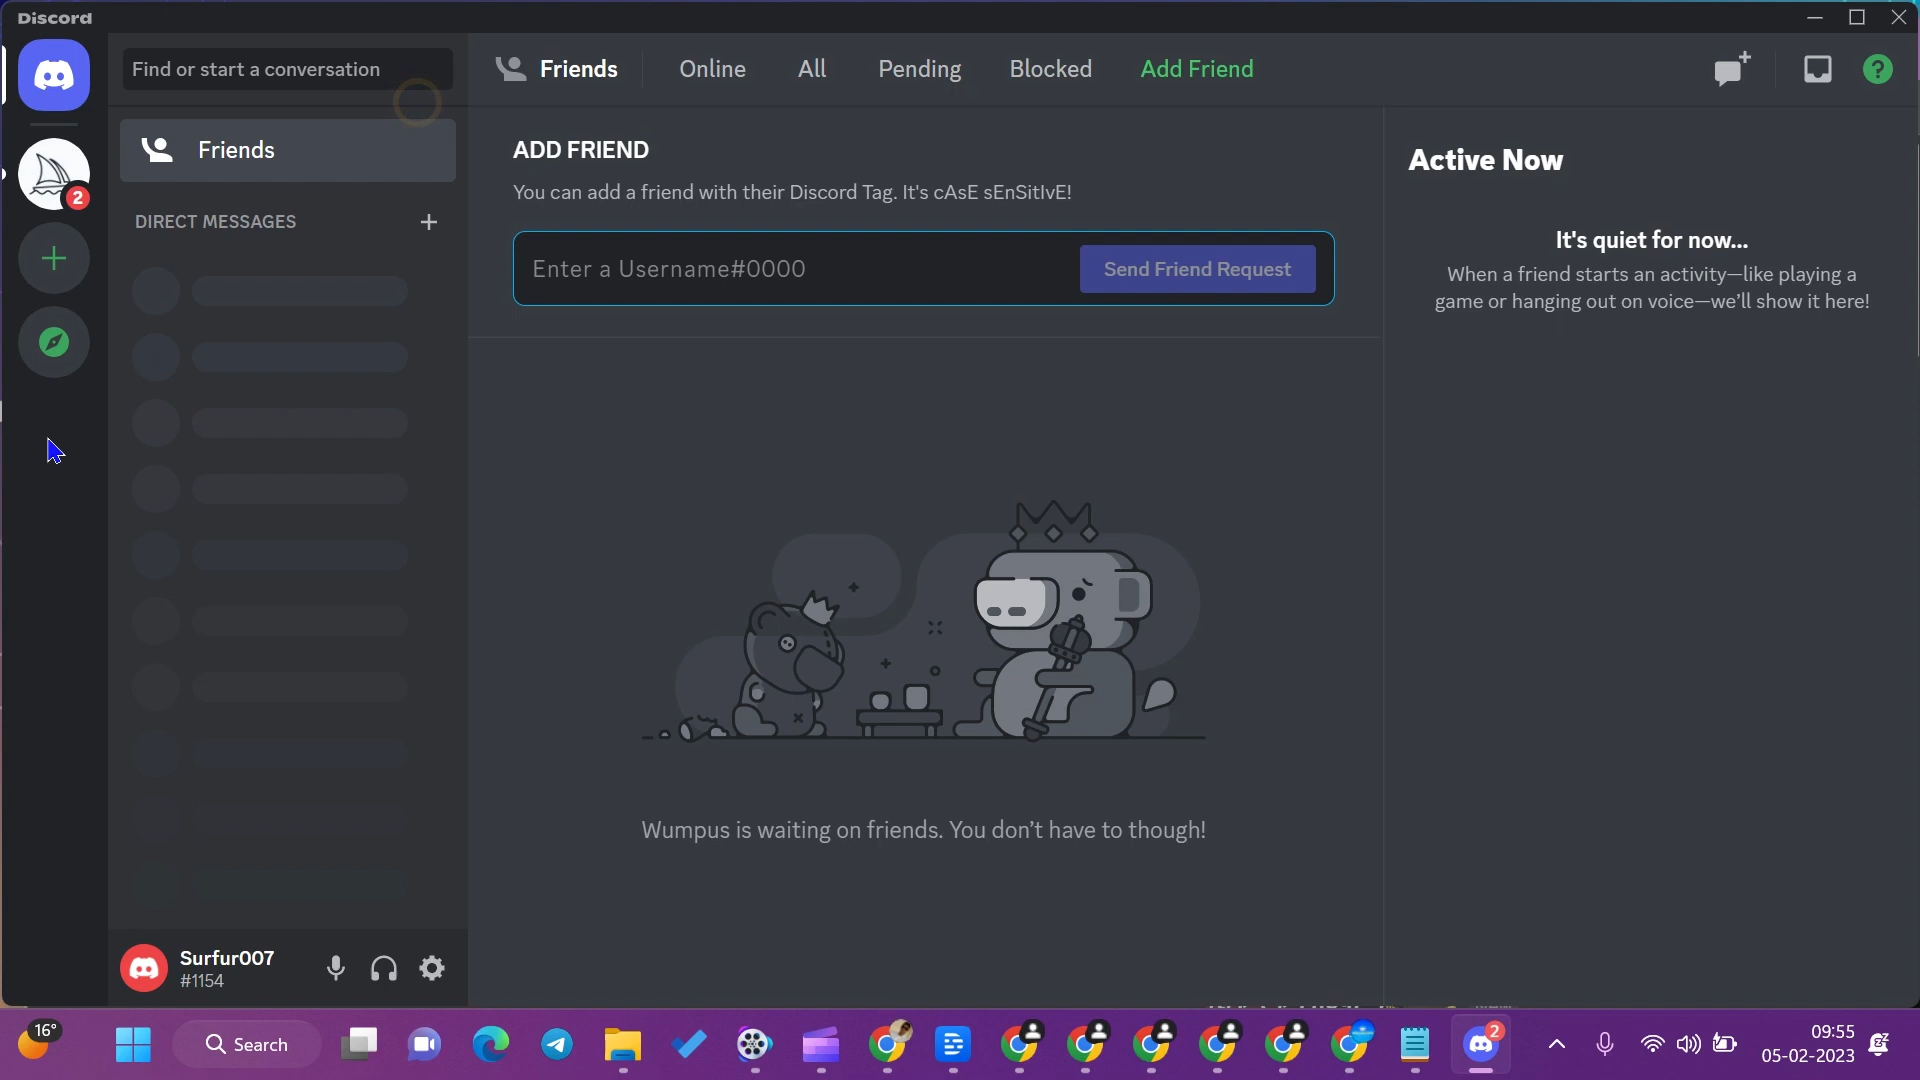 Discord
Find or start a conversation
Friends
Online
All
Pending
Blocked
Add Friend
Friends
2
DIRECT MESSAGES
ADD FRIEND
You can add a friend with their Discord Tag. It's cAsE sEnSitIvE!
Enter a Username#0000
Send Friend Request
Active Now
It's quiet for now...
When a friend starts an activity—like playing a
game or hanging out on voice—we'll show it here!
Wumpus is waiting on friends. You don't have to though!
Surfur007
#1154
16°
Search
2
09:55
05-02-2023